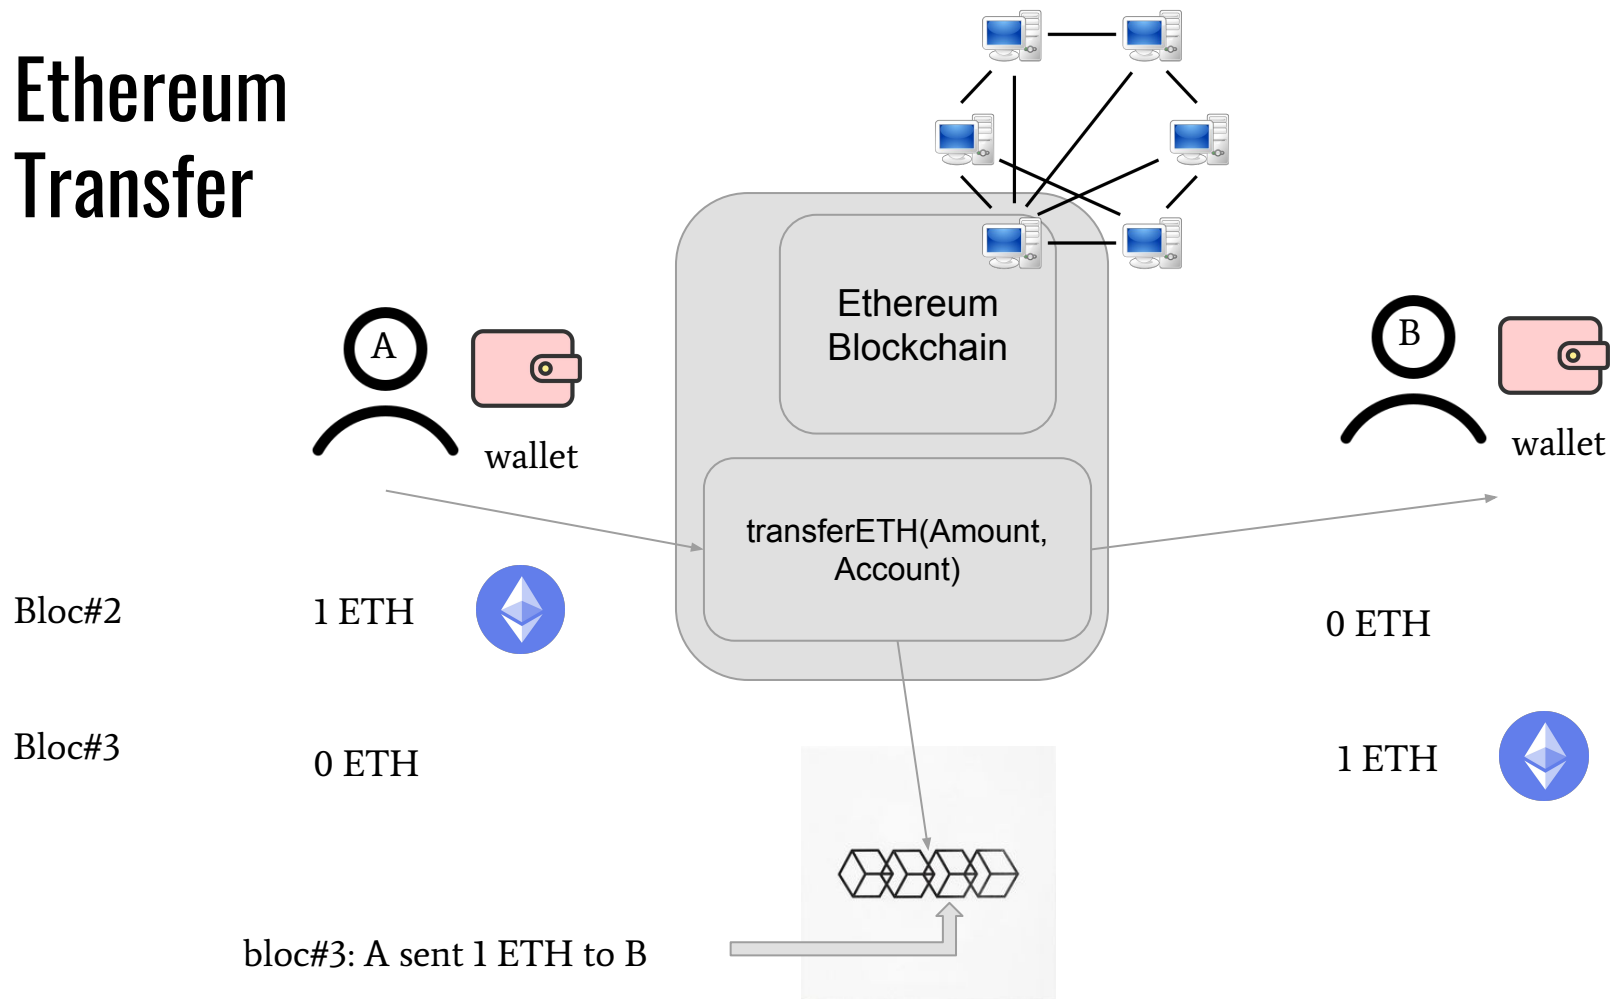 Ethereum
Transfer
Ethereum
Blockchain
A
wallet
B
wallet
transferETH(Amount,
Account)
Bloc#2
1 ETH
0 ETH
Bloc#3
0 ETH
1 ETH
bloc#3: A sent 1 ETH to B